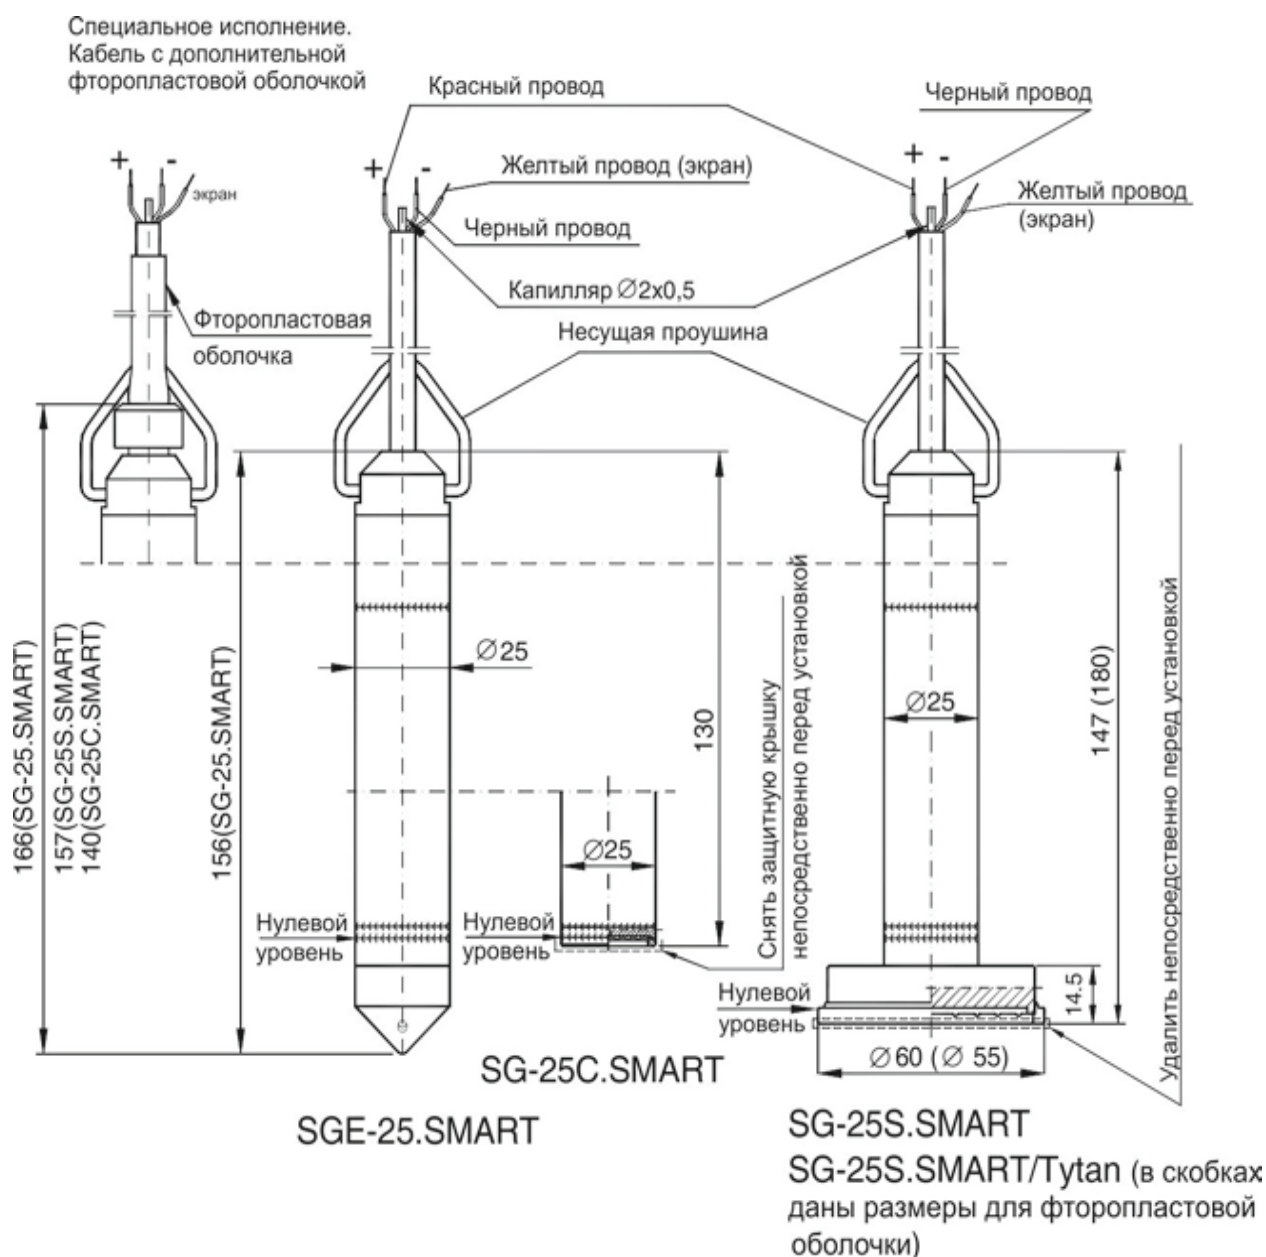 Специальное исполнение.
Кабель с дополнительной
фторопластовой оболочкой
Красный провод
Черный провод
+
-
экран
+
-
Желтый провод (экран)
Черный провод
+
-
Желтый провод
(экран)
Капилляр ∅2x0,5
Фторопластовая
оболочка
Несущая проушина
166(SG-25.SMART)
157(SG-25S.SMART)
140(SG-25C.SMART)
156(SG-25.SMART)
∅25
130
∅25
Снять защитную крышку
непосредственно перед установкой
∅25
147 (180)
Удалить непосредственно перед установкой
Нулевой
уровень
Нулевой
уровень
Нулевой
уровень
14.5
∅60 (∅ 55)
SG-25C.SMART
SGE-25.SMART
SG-25S.SMART
SG-25S.SMART/Tytan (в скобках
даны размеры для фторопластовой
оболочки)